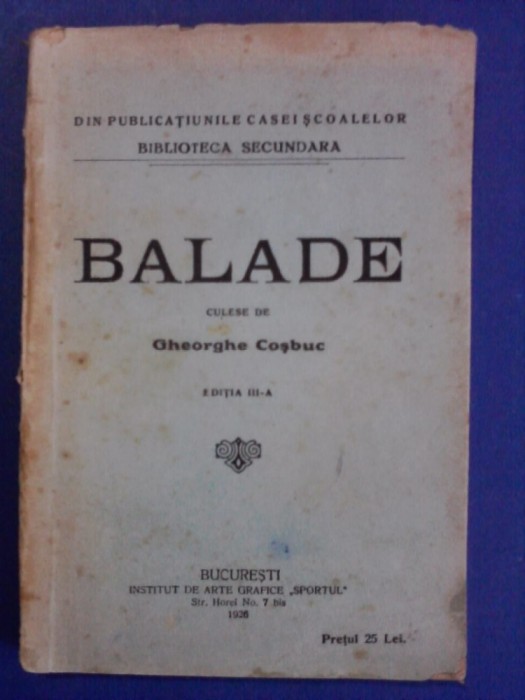 DIN PUBLICAȚIUNILE CASEI ȘCOALELOR
BIBLIOTECA SECUNDARA
BALADE
CULESE DE
Gheorghe Coșbuc
EDIȚIA III-A
BUCUREȘTI
INSTITUT DE ARTE GRAFICE „SPORTUL"
Str. Horei No. 7 bis
1926
Prețul 25 Lei.